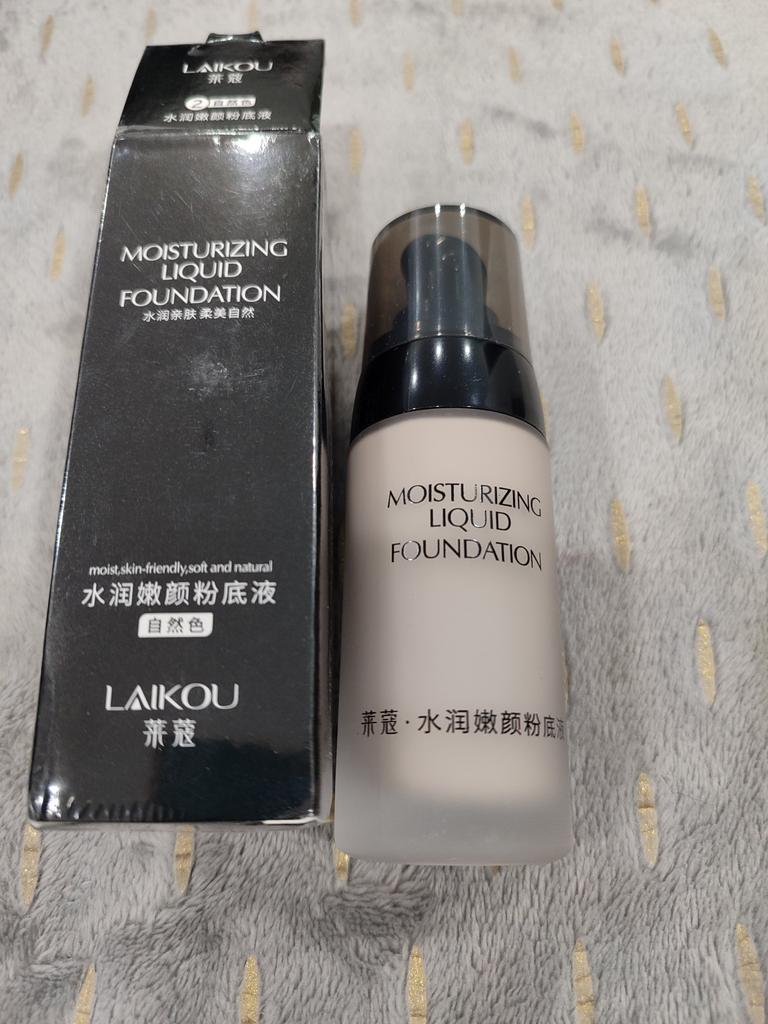 LAIKOU
莱蔻
2 自然色
水润嫩颜粉底液
MOISTURIZING
LIQUID
FOUNDATION
水润亲肤 柔美自然
moist,skin-friendly,soft and natural
水润嫩颜粉底液
自然色
LAIKOU
莱蔻
MOISTURIZING
LIQUID
FOUNDATION
莱蔻·水润嫩颜粉底液